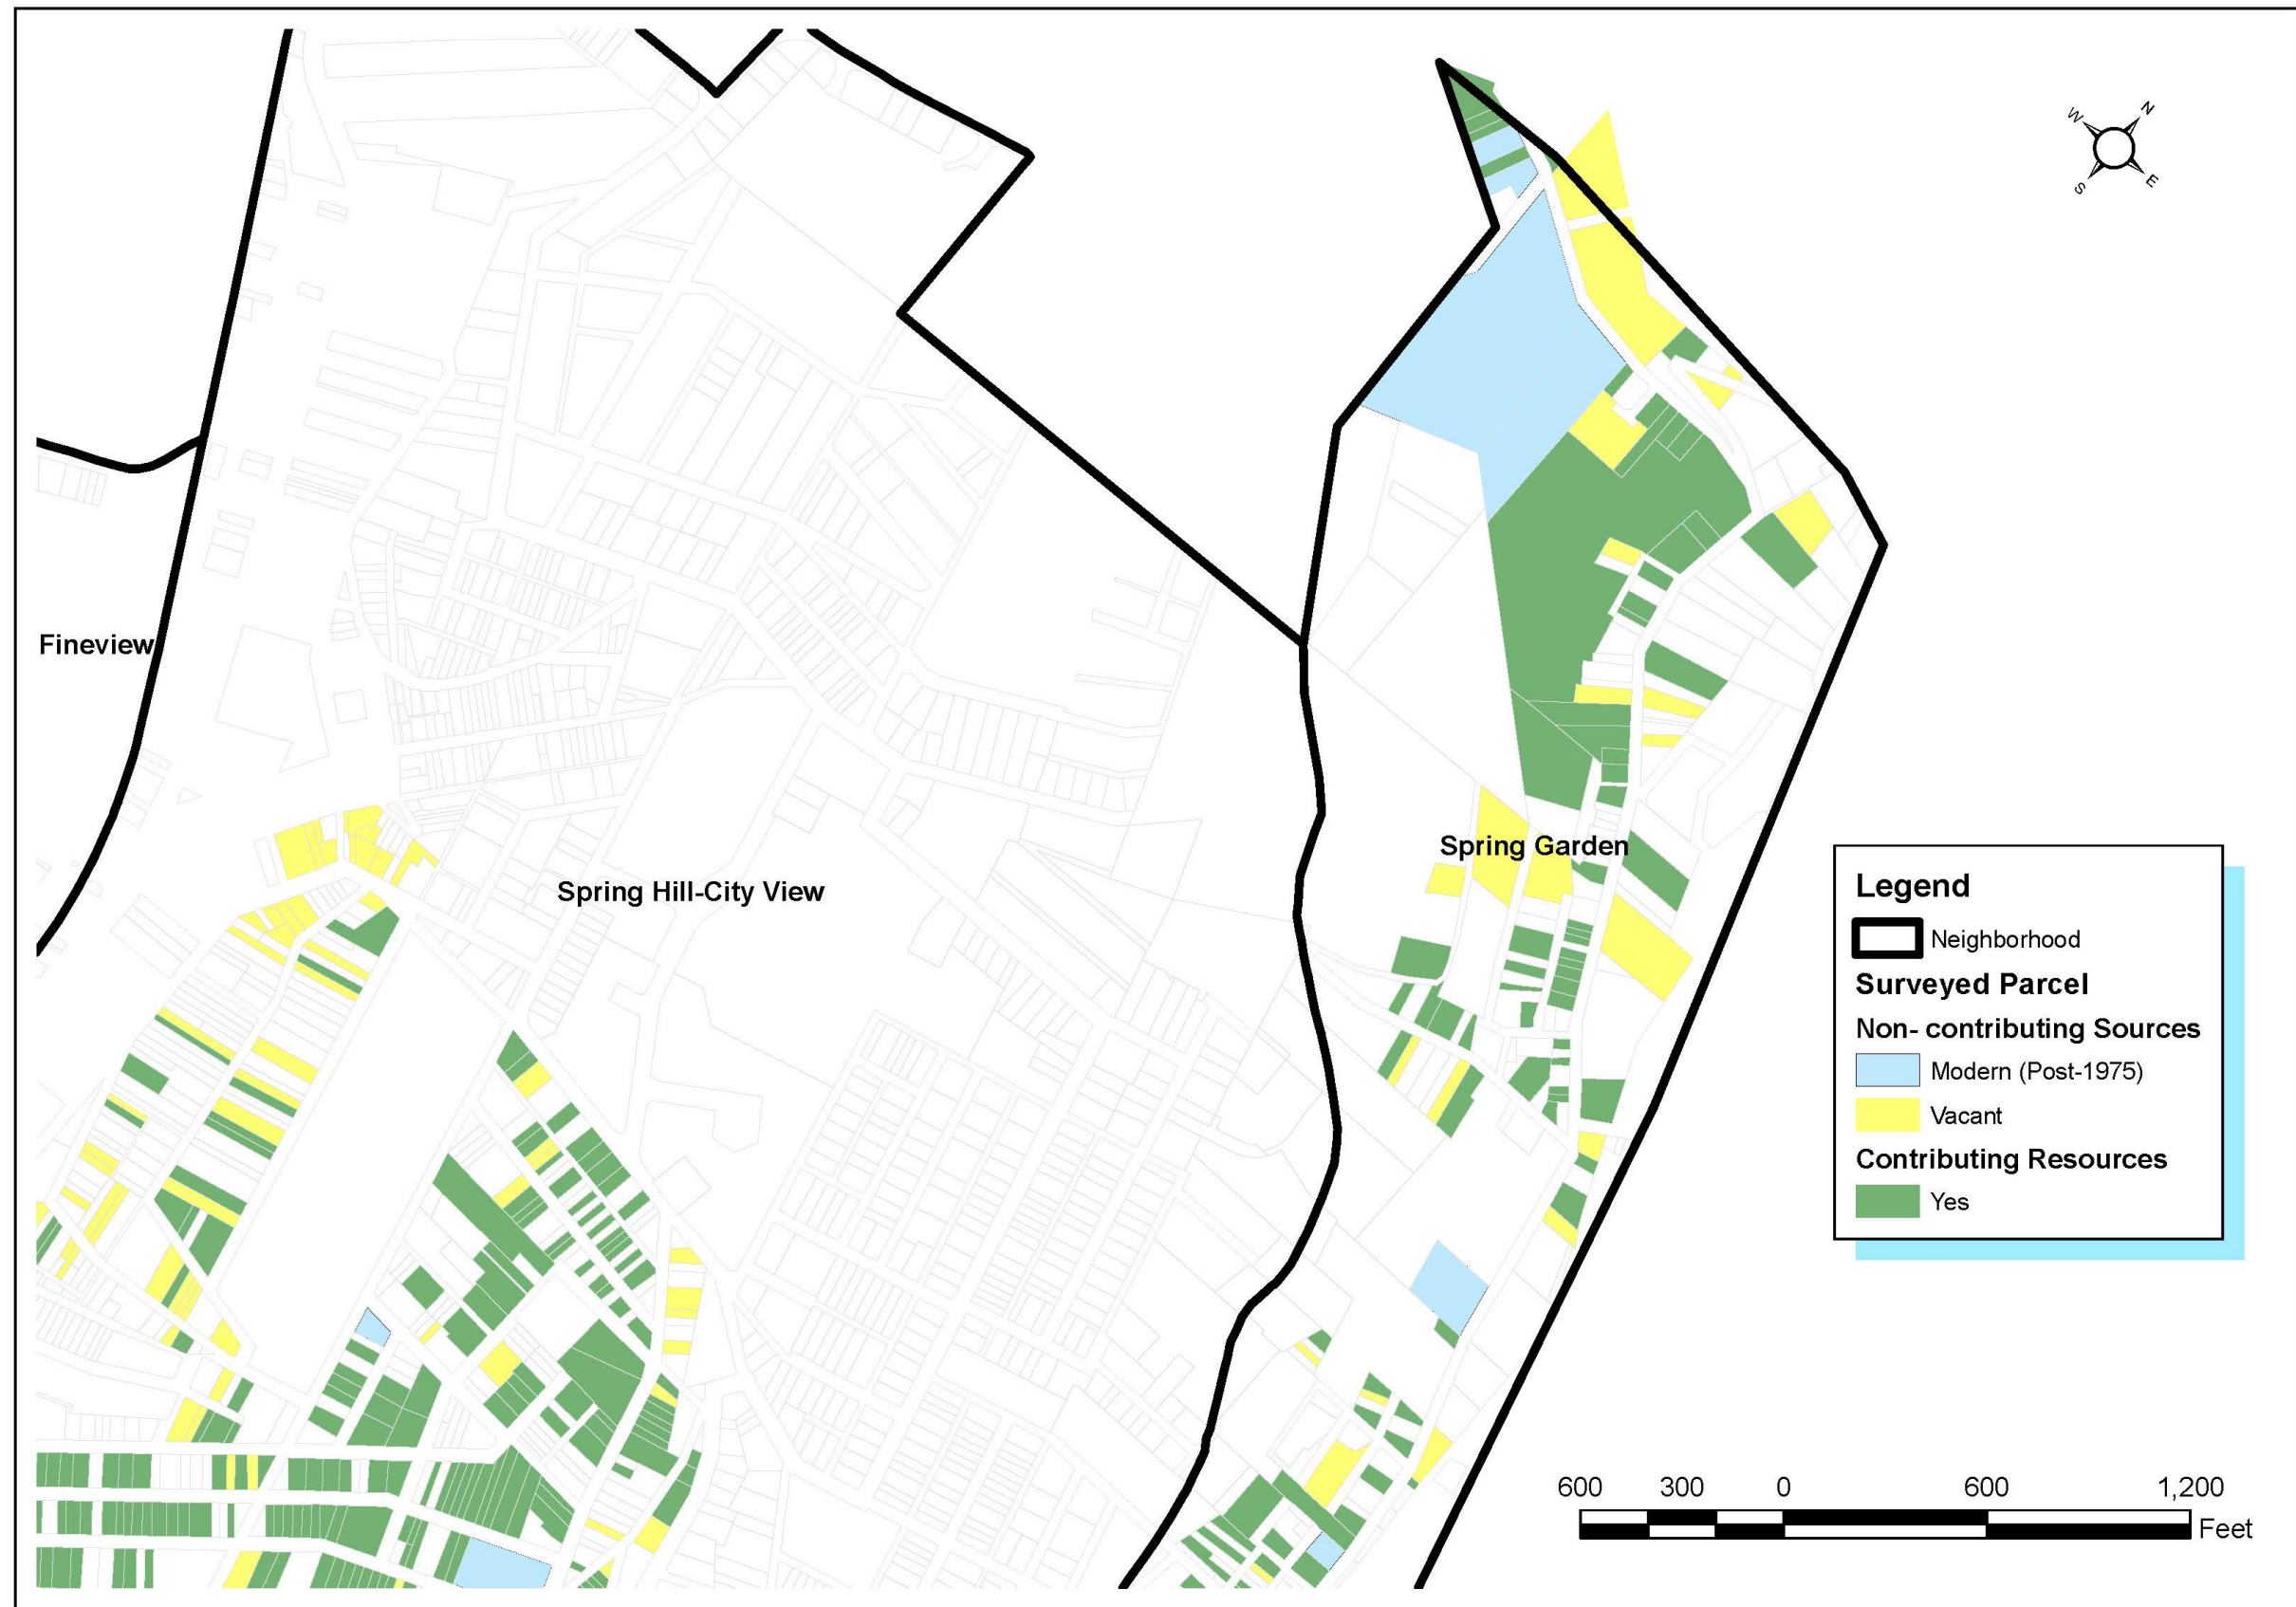 N
W
E
S
Fineview
Spring Hill-City View
Spring Garden
Legend
Neighborhood
Surveyed Parcel
Non- contributing Sources
Modern (Post-1975)
Vacant
Contributing Resources
Yes
600 300 0 600 1,200
Feet